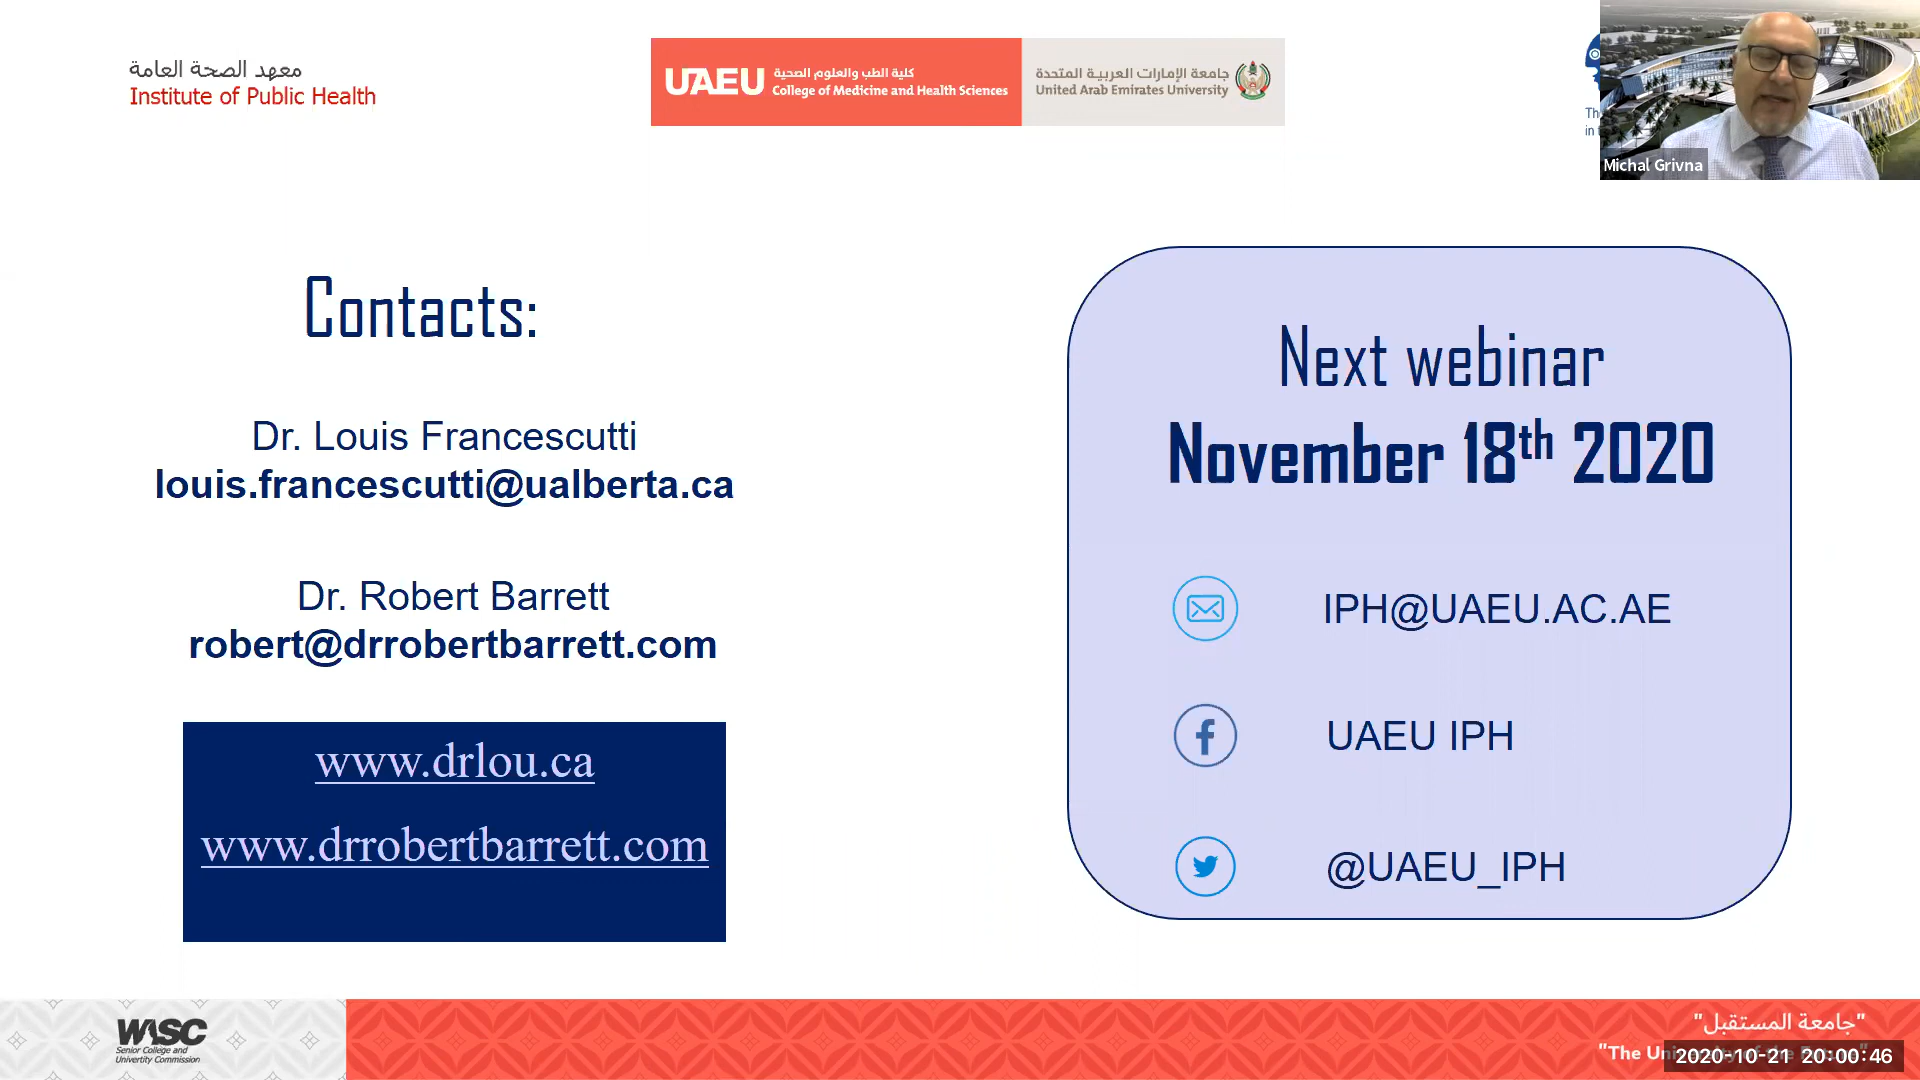 معهد الصحة العامة
Institute of Public Health
UAEU
كلية الطب والعلوم الصحية
College of Medicine and Health Sciences
جامعة الإمارات العربية المتحدة
United Arab Emirates University
Michal Grivna
Contacts:
Dr. Louis Francescutti
louis.francescutti@ualberta.ca
Dr. Robert Barrett
robert@drrobertbarrett.com
www.drlou.ca
www.drrobertbarrett.com
Next webinar
November 18th 2020
IPH@UAEU.AC.AE
UAEU IPH
@UAEU_IPH
WASC
Senior College and
University Commission
"جامعة المستقبل"
"The
2020-10-21 20:00:46